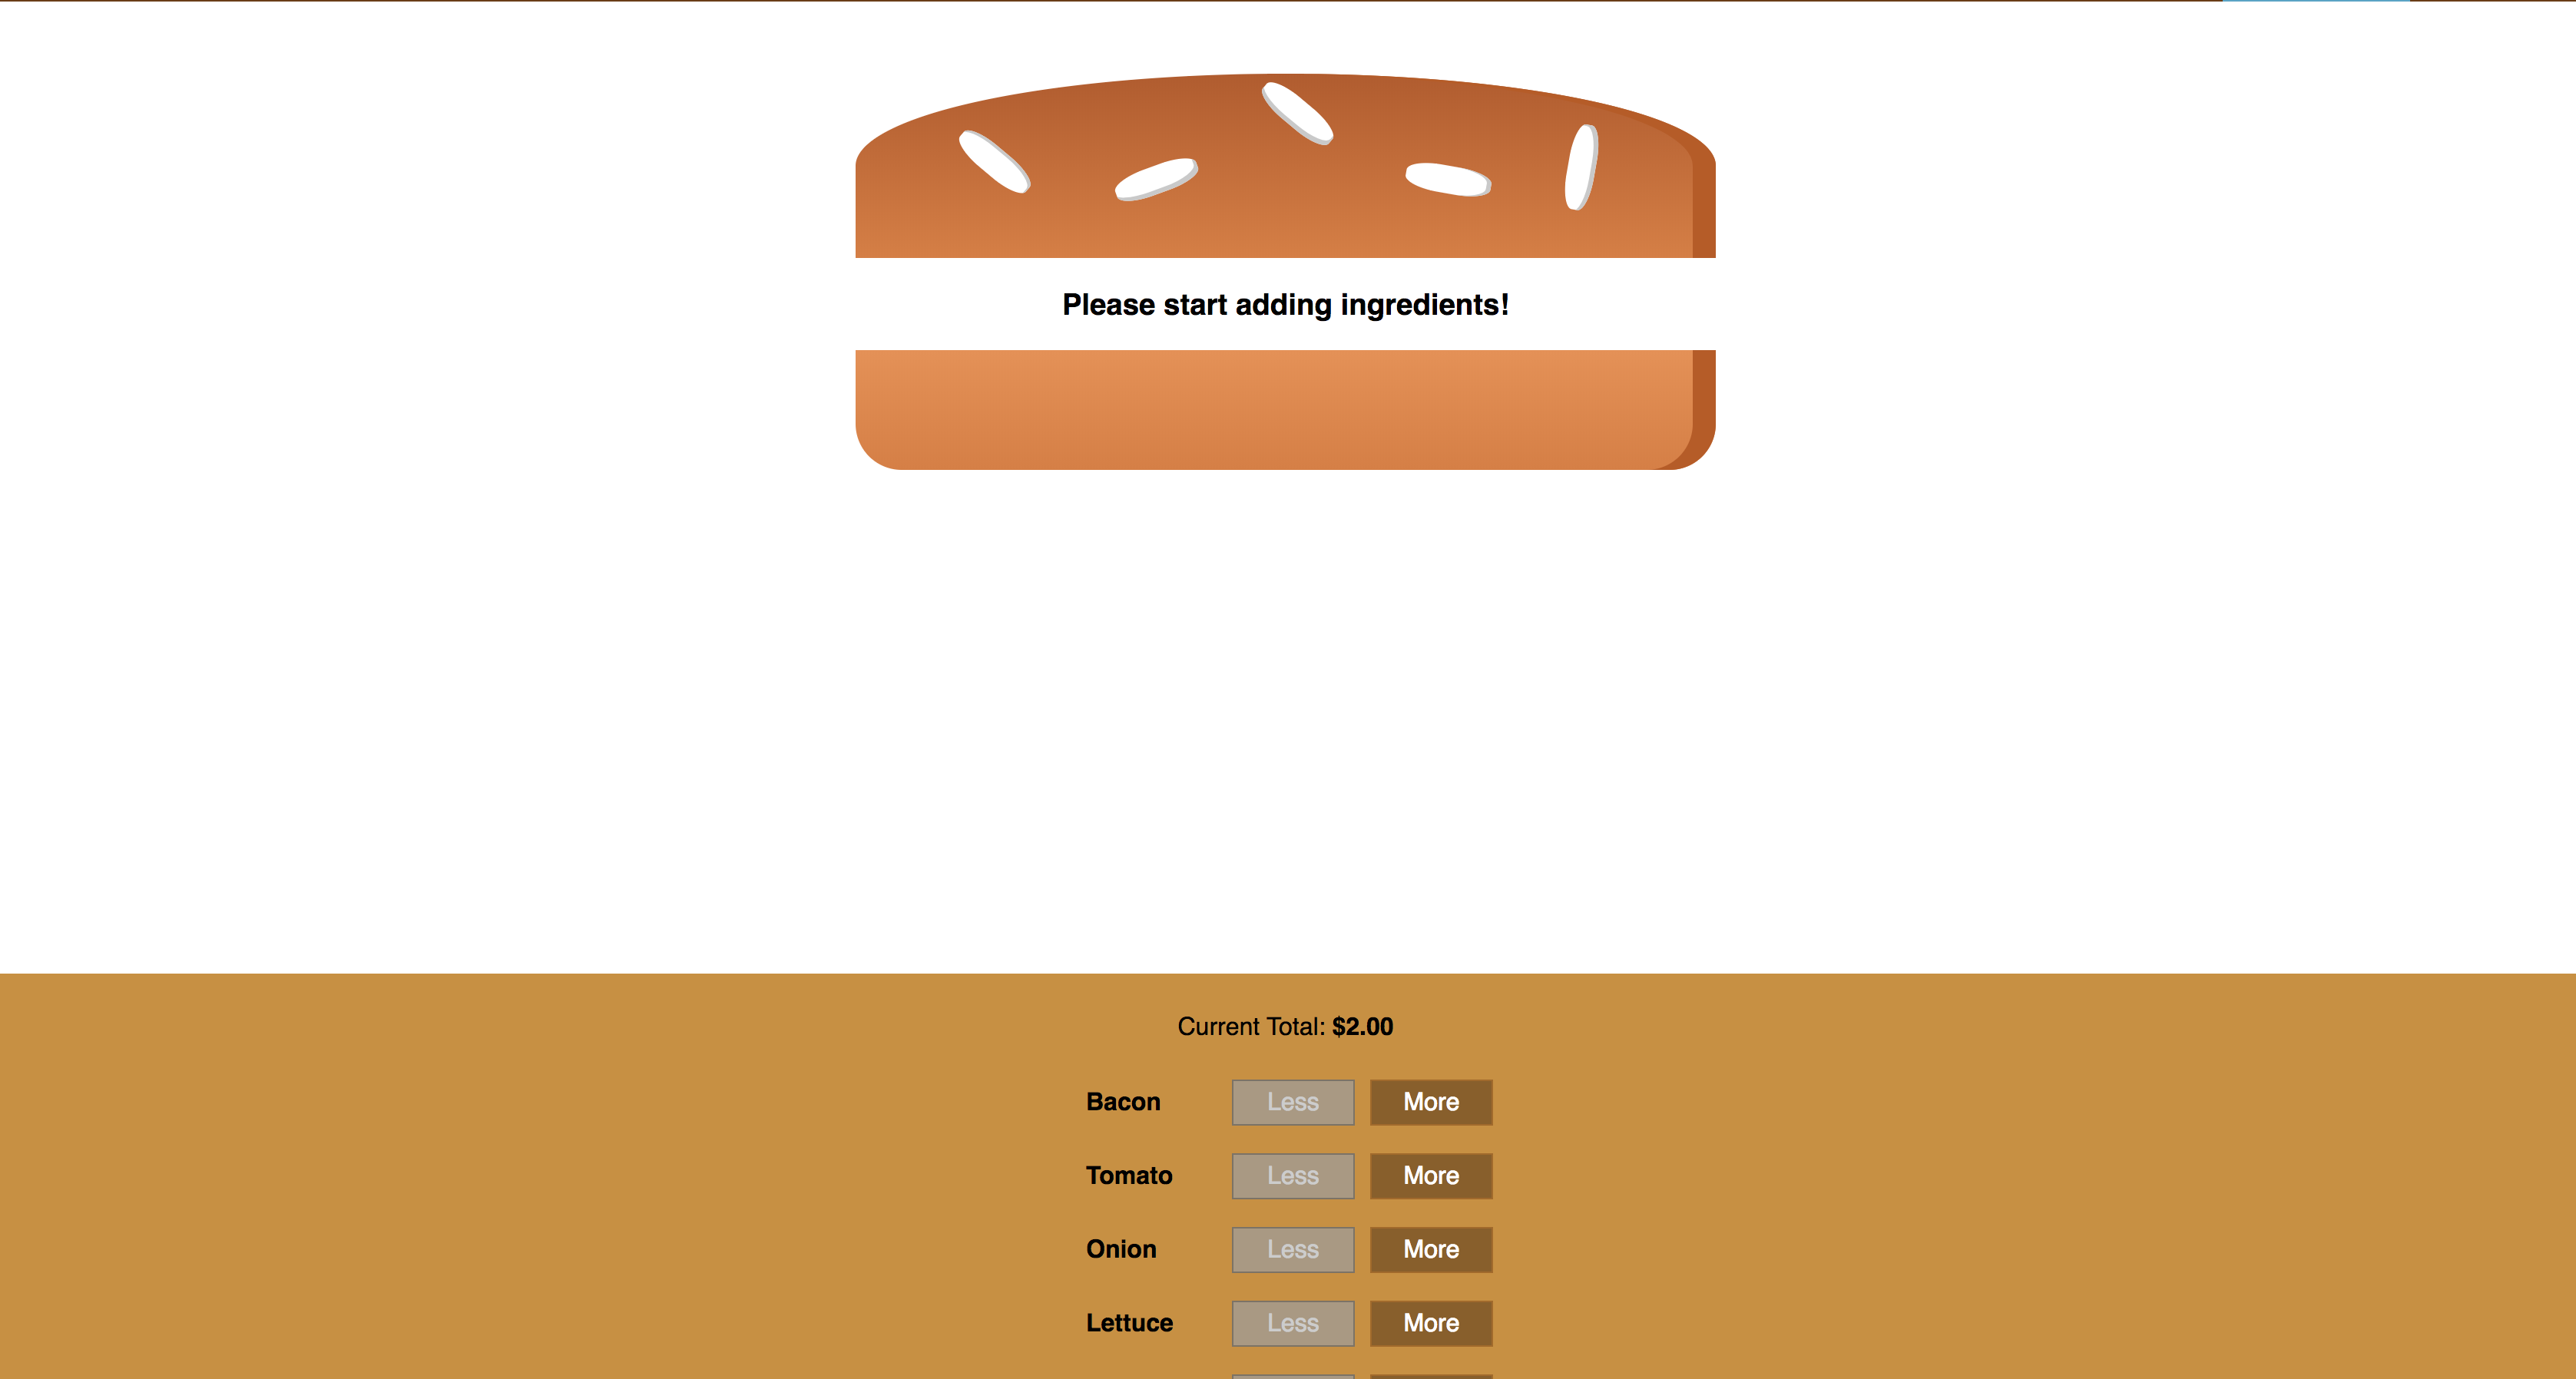 Please start adding ingredients!
Current Total: $2.00
Bacon Less More
Tomato Less More
Onion Less More
Lettuce Less More